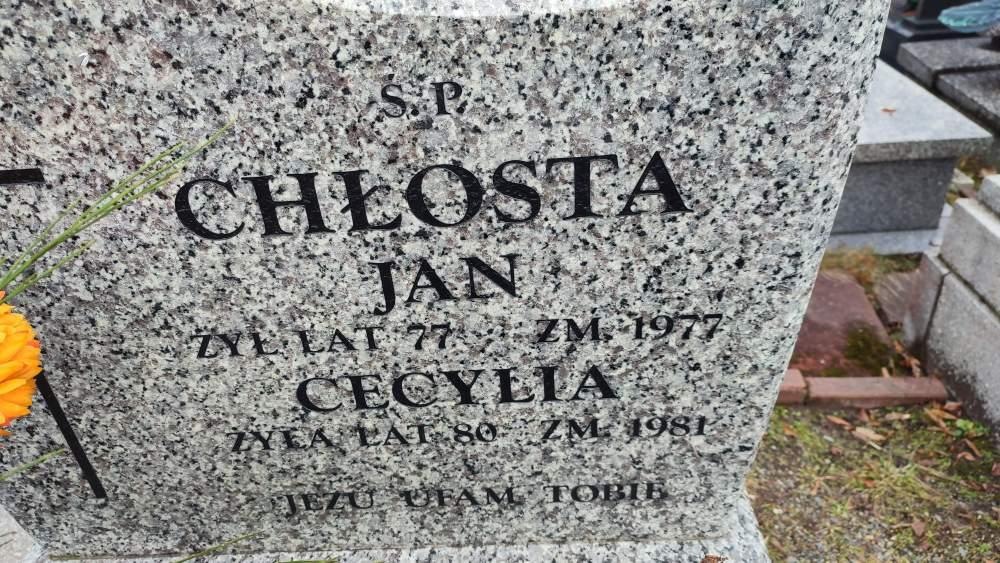 S.P.
CHŁOSTA
JAN
ŻYŁ LAT 77 ZM. 1977
CECYLIA
ŻYŁA LAT 80 ZM. 1981
JEZU UFAM TOBIE